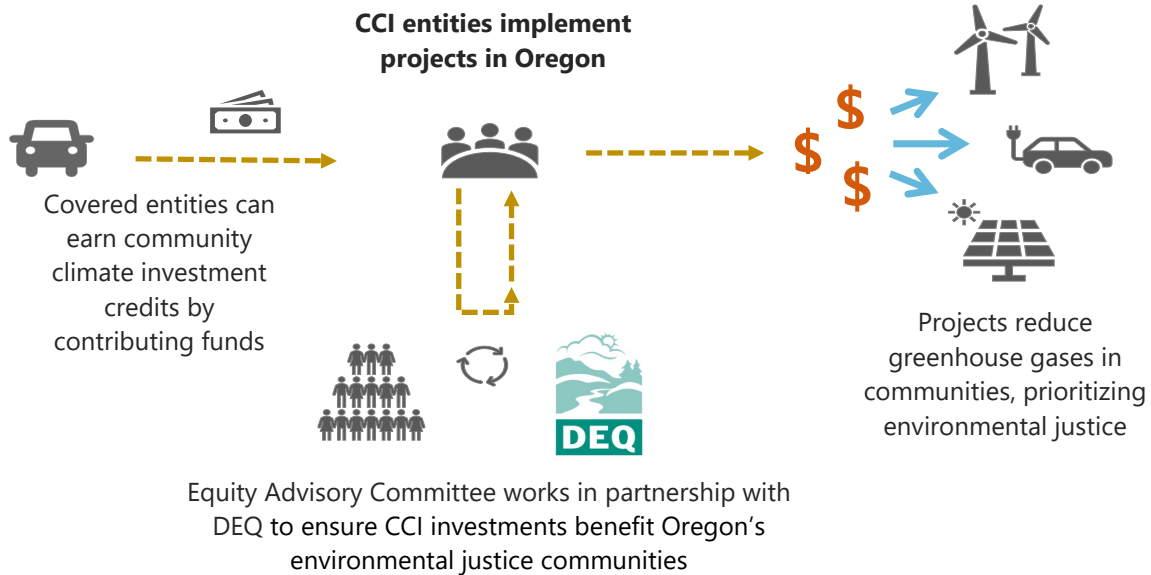 CCI entities implement
projects in Oregon
Covered entities can
earn community
climate investment
credits by
contributing funds
$
$
$
Projects reduce
greenhouse gases in
communities, prioritizing
environmental justice
DEQ
Equity Advisory Committee works in partnership with
DEQ to ensure CCI investments benefit Oregon’s
environmental justice communities